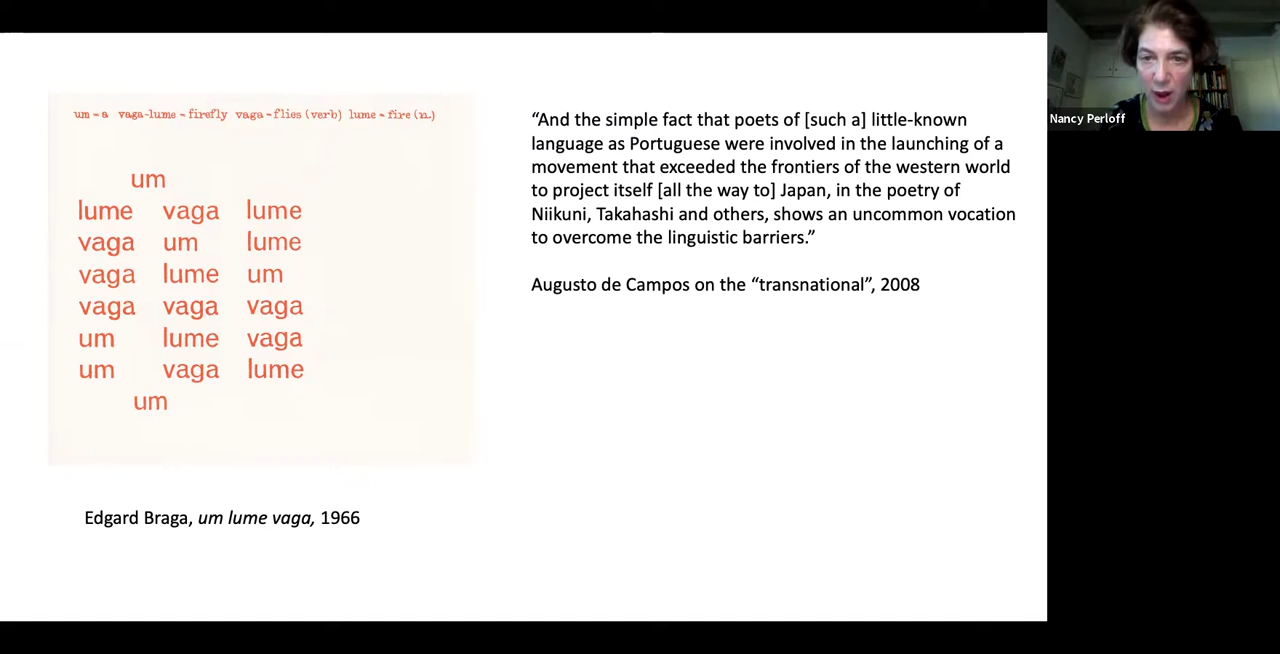 um - a vaga-lume - firefly vaga - flies (verb) lume - fire (n.)
um
lume vaga lume
vaga um lume
vaga lume um
vaga vaga vaga
um lume vaga
um vaga lume
um
Edgard Braga, um lume vaga, 1966
“And the simple fact that poets of [such a] little-known
language as Portuguese were involved in the launching of a
movement that exceeded the frontiers of the western world
to project itself [all the way to] Japan, in the poetry of
Niikuni, Takahashi and others, shows an uncommon vocation
to overcome the linguistic barriers.”
Augusto de Campos on the “transnational”, 2008
Nancy Perloff